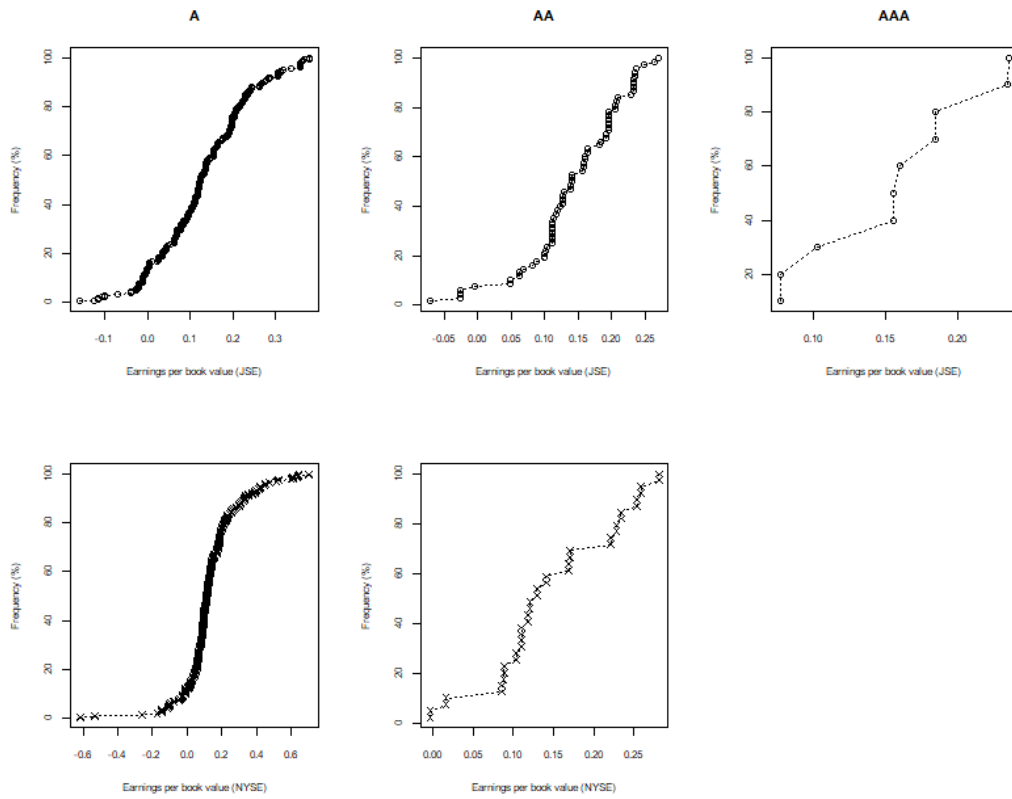 A AA AAA
Frequency (%)
0 20 40 60 80 100
-0.1 0.0 0.1 0.2 0.3
Earnings per book value (JSE)
Frequency (%)
0 20 40 60 80 100
-0.05 0.00 0.05 0.10 0.15 0.20 0.25
Earnings per book value (JSE)
Frequency (%)
20 40 60 80 100
0.10 0.15 0.20
Earnings per book value (JSE)
Frequency (%)
0 20 40 60 80 100
-0.6 -0.4 -0.2 0.0 0.2 0.4 0.6
Earnings per book value (NYSE)
Frequency (%)
0 20 40 60 80 100
0.00 0.05 0.10 0.15 0.20 0.25
Earnings per book value (NYSE)